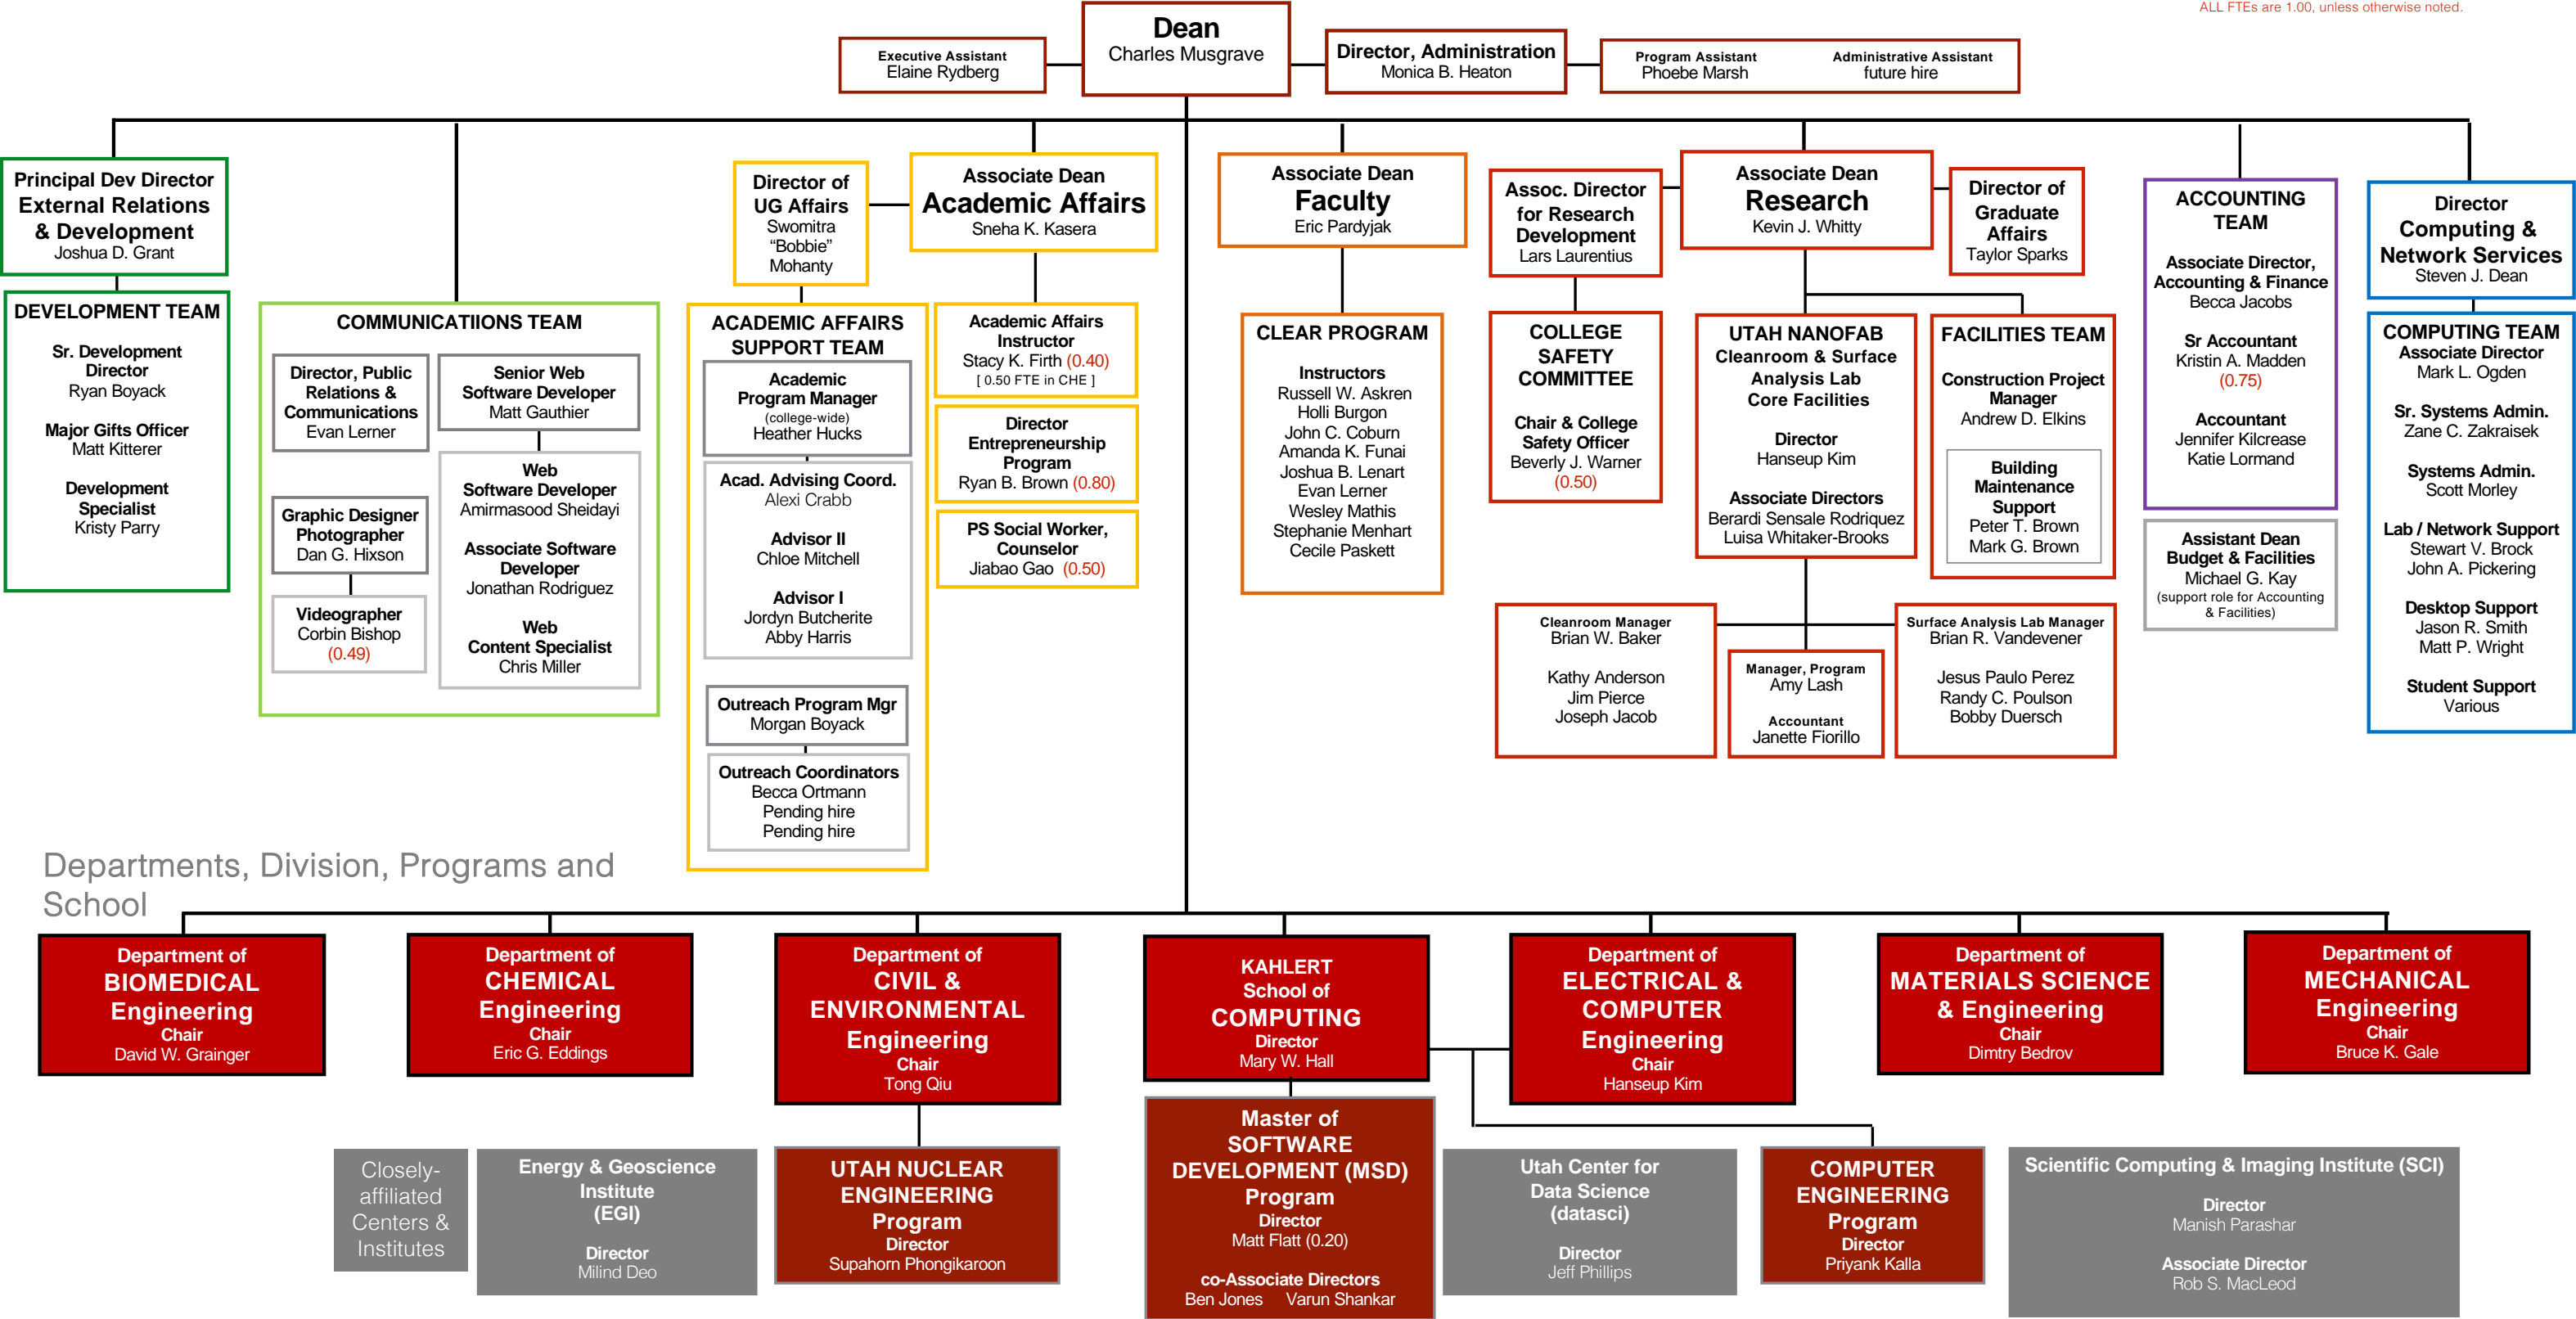 ALL FTEs are 1.00, unless otherwise noted.
Dean
Charles Musgrave
Executive Assistant
Elaine Rydberg
Director, Administration
Monica B. Heaton
Program Assistant
Phoebe Marsh
Administrative Assistant
future hire
Principal Dev Director
External Relations
& Development
Joshua D. Grant
DEVELOPMENT TEAM
Sr. Development
Director
Ryan Boyack
Major Gifts Officer
Matt Kitterer
Development
Specialist
Kristy Parry
COMMUNICATIIONS TEAM
Director, Public
Relations &
Communications
Evan Lerner
Graphic Designer
Photographer
Dan G. Hixson
Videographer
Corbin Bishop
(0.49)
Senior Web
Software Developer
Matt Gauthier
Web
Software Developer
Amirmasood Sheidayi
Associate Software
Developer
Jonathan Rodriguez
Web
Content Specialist
Chris Miller
Director of
UG Affairs
Swomitra
“Bobbie”
Mohanty
Associate Dean
Academic Affairs
Sneha K. Kasera
ACADEMIC AFFAIRS
SUPPORT TEAM
Academic
Program Manager
(college-wide)
Heather Hucks
Acad. Advising Coord.
Alexi Crabb
Advisor II
Chloe Mitchell
Advisor I
Jordyn Butcherite
Abby Harris
Outreach Program Mgr
Morgan Boyack
Outreach Coordinators
Becca Ortmann
Pending hire
Pending hire
Academic Affairs
Instructor
Stacy K. Firth (0.40)
[ 0.50 FTE in CHE ]
Director
Entrepreneurship
Program
Ryan B. Brown (0.80)
PS Social Worker,
Counselor
Jiabao Gao (0.50)
Associate Dean
Faculty
Eric Pardyjak
CLEAR PROGRAM
Instructors
Russell W. Askren
Holli Burgon
John C. Coburn
Amanda K. Funai
Joshua B. Lenart
Evan Lerner
Wesley Mathis
Stephanie Menhart
Cecile Paskett
Assoc. Director
for Research
Development
Lars Laurentius
COLLEGE
SAFETY
COMMITTEE
Chair & College
Safety Officer
Beverly J. Warner
(0.50)
Associate Dean
Research
Kevin J. Whitty
Director of
Graduate
Affairs
Taylor Sparks
UTAH NANOFAB
Cleanroom & Surface
Analysis Lab
Core Facilities
Director
Hanseup Kim
Associate Directors
Berardi Sensale Rodriquez
Luisa Whitaker-Brooks
FACILITIES TEAM
Construction Project
Manager
Andrew D. Elkins
Building
Maintenance
Support
Peter T. Brown
Mark G. Brown
Cleanroom Manager
Brian W. Baker
Kathy Anderson
Jim Pierce
Joseph Jacob
Manager, Program
Amy Lash
Accountant
Janette Fiorillo
Surface Analysis Lab Manager
Brian R. Vandevener
Jesus Paulo Perez
Randy C. Poulson
Bobby Duersch
ACCOUNTING
TEAM
Associate Director,
Accounting & Finance
Becca Jacobs
Sr Accountant
Kristin A. Madden
(0.75)
Accountant
Jennifer Kilcrease
Katie Lormand
Assistant Dean
Budget & Facilities
Michael G. Kay
(support role for Accounting
& Facilities)
Director
Computing &
Network Services
Steven J. Dean
COMPUTING TEAM
Associate Director
Mark L. Ogden
Sr. Systems Admin.
Zane C. Zakraisek
Systems Admin.
Scott Morley
Lab / Network Support
Stewart V. Brock
John A. Pickering
Desktop Support
Jason R. Smith
Matt P. Wright
Student Support
Various
Departments, Division, Programs and
School
Department of
BIOMEDICAL
Engineering
Chair
David W. Grainger
Department of
CHEMICAL
Engineering
Chair
Eric G. Eddings
Department of
CIVIL &
ENVIRONMENTAL
Engineering
Chair
Tong Qiu
KAHLERT
School of
COMPUTING
Director
Mary W. Hall
Department of
ELECTRICAL &
COMPUTER
Engineering
Chair
Hanseup Kim
Department of
MATERIALS SCIENCE
& Engineering
Chair
Dimtry Bedrov
Department of
MECHANICAL
Engineering
Chair
Bruce K. Gale
Closely-
affiliated
Centers &
Institutes
Energy & Geoscience
Institute
(EGI)
Director
Milind Deo
UTAH NUCLEAR
ENGINEERING
Program
Director
Supahorn Phongikaroon
Master of
SOFTWARE
DEVELOPMENT (MSD)
Program
Director
Matt Flatt (0.20)
co-Associate Directors
Ben Jones Varun Shankar
Utah Center for
Data Science
(datasci)
Director
Jeff Phillips
COMPUTER
ENGINEERING
Program
Director
Priyank Kalla
Scientific Computing & Imaging Institute (SCI)
Director
Manish Parashar
Associate Director
Rob S. MacLeod